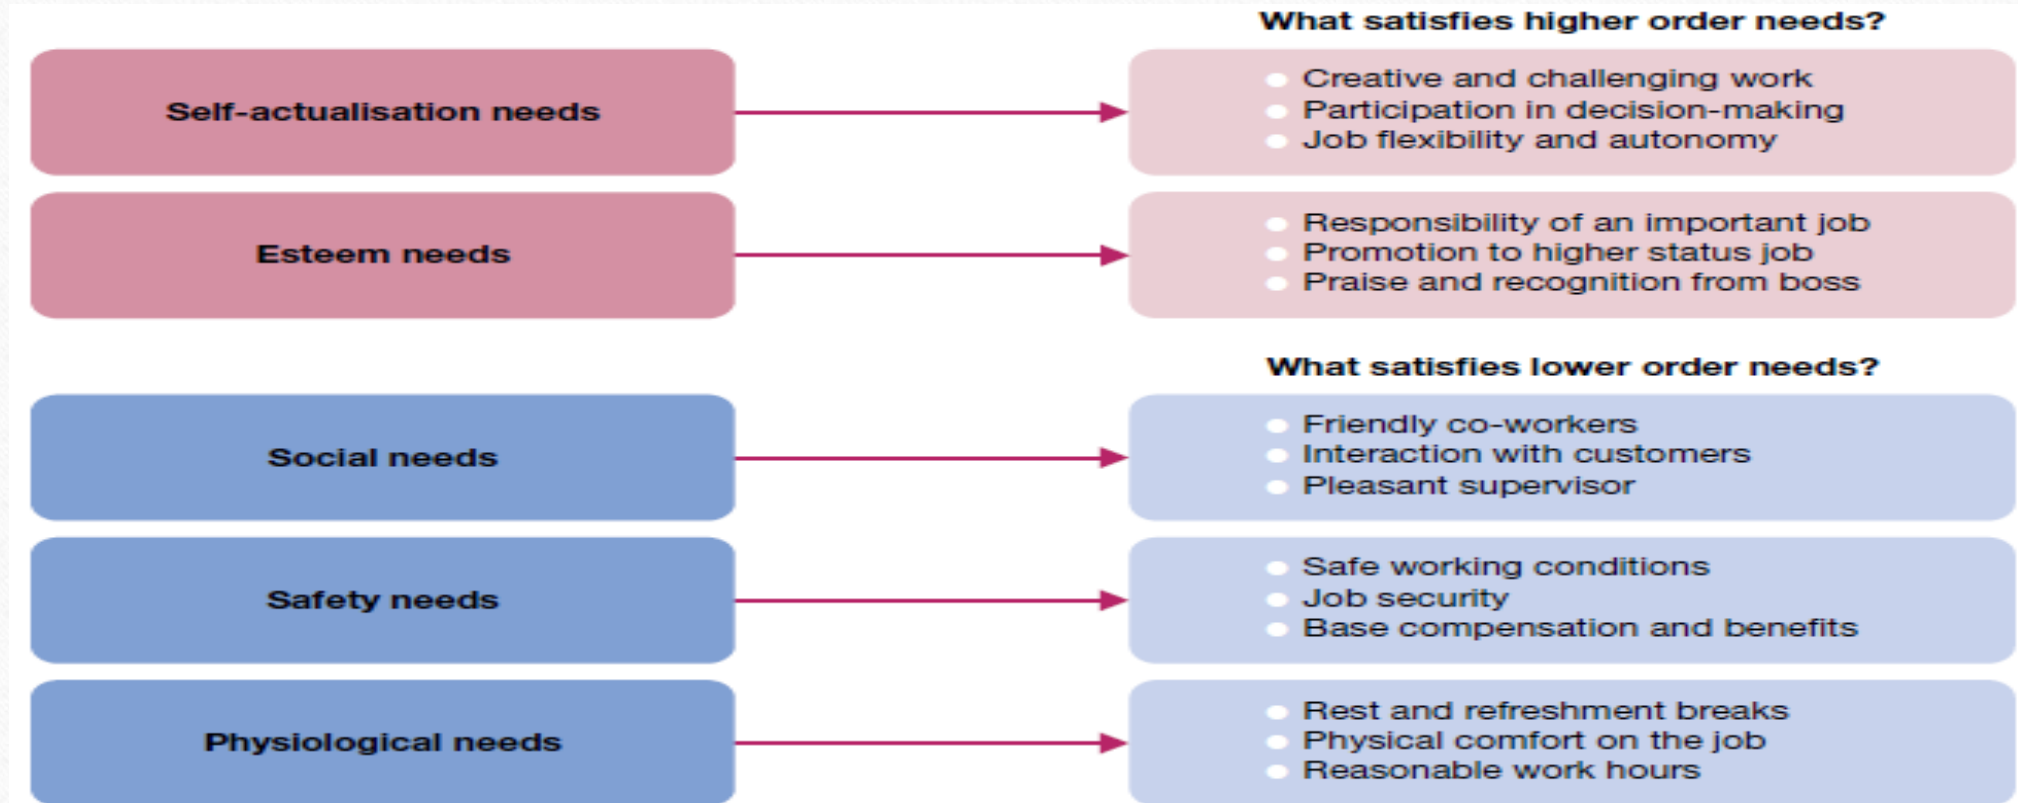 What satisfies higher order needs?
Self-actualisation needs
Creative and challenging work
Participation in decision-making
Job flexibility and autonomy
Esteem needs
Responsibility of an important job
Promotion to higher status job
Praise and recognition from boss
What satisfies lower order needs?
Social needs
Friendly co-workers
Interaction with customers
Pleasant supervisor
Safety needs
Safe working conditions
Job security
Base compensation and benefits
Physiological needs
Rest and refreshment breaks
Physical comfort on the job
Reasonable work hours